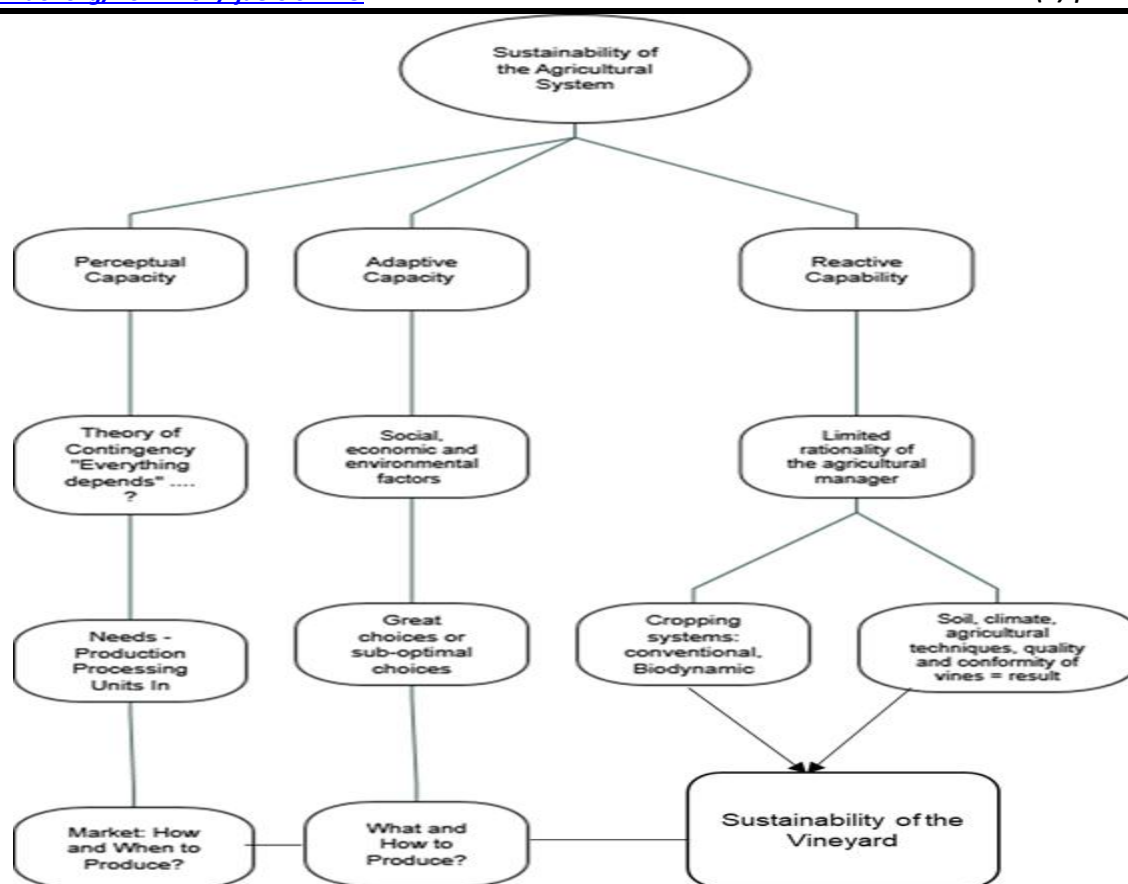 Sustainability of
the Agricultural
System
Perceptual
Capacity
Adaptive
Capacity
Reactive
Capability
Theory of
Contingency
"Everything
depends" ....
?
Social,
economic and
environmental
factors
Limited
rationality of
the agricultural
manager
Needs -
Production
Processing
Units In
Great
choices or
sub-optimal
choices
Cropping
systems:
conventional,
Biodynamic
Soil, climate,
agricultural
techniques, quality
and conformity of
vines = result
Market: How
and When to
Produce?
What and
How to
Produce?
Sustainability of the
Vineyard